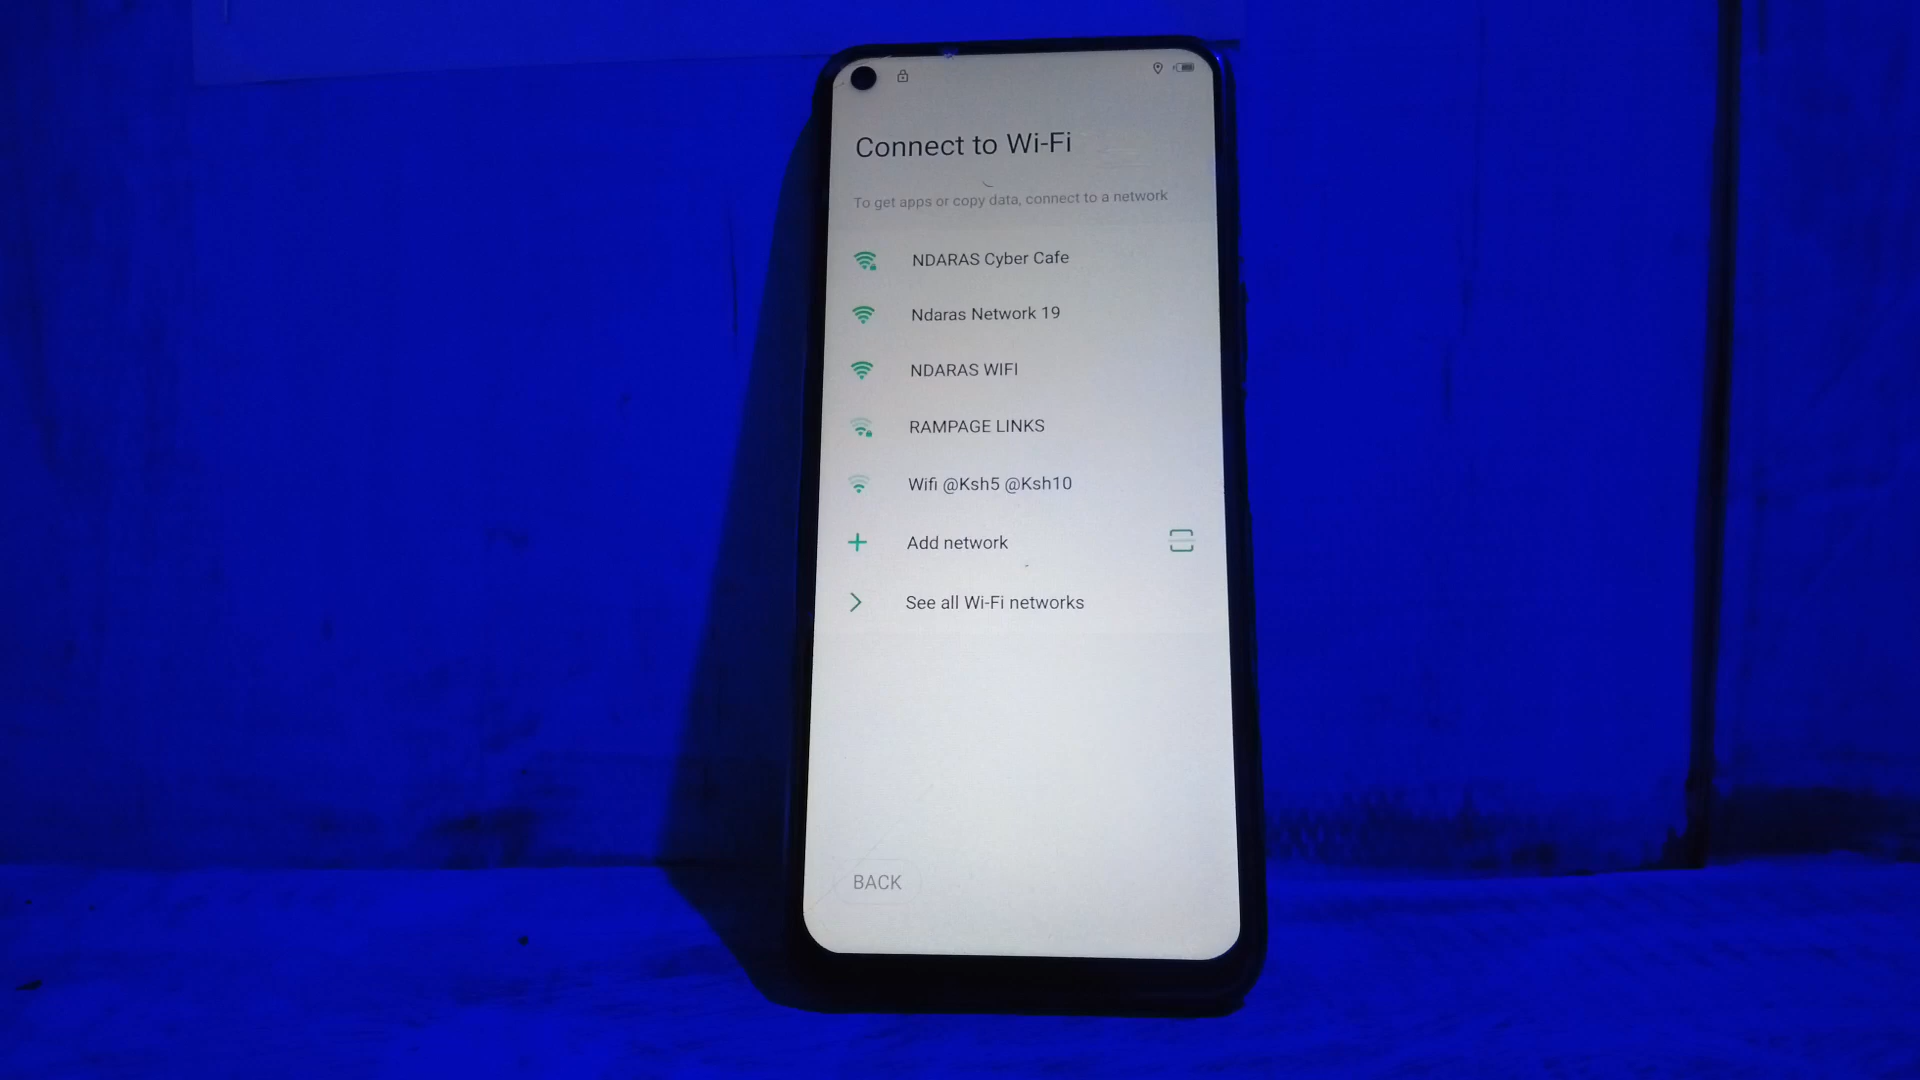 Connect to Wi-Fi
To get apps or copy data, connect to a network
NDARAS Cyber Cafe
Ndaras Network 19
NDARAS WIFI
RAMPAGE LINKS
Wifi @Ksh5 @Ksh10
Add network
See all Wi-Fi networks
BACK